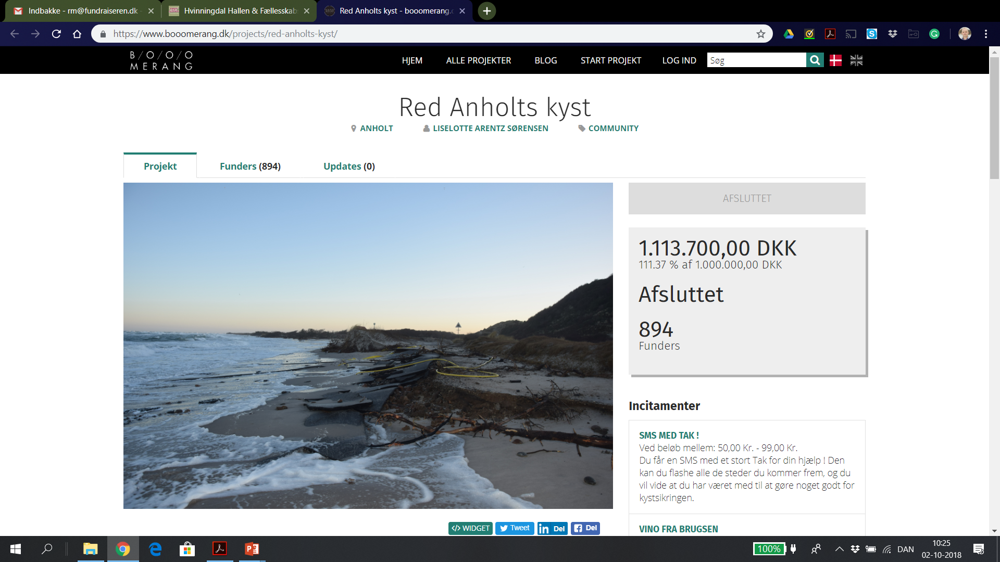 Indbakke - rm@fundraiseren.dk -
Hvinningdal Hallen & Fællesskab
Red Anholts kyst - booomerang.d
https://www.booomerang.dk/projects/red-anholts-kyst/
B/O/O/O
MERANG
HJEM
ALLE PROJEKTER
BLOG
START PROJEKT
LOG IND
Søg
Red Anholts kyst
ANHOLT
LISELOTTE ARENTZ SØRENSEN
COMMUNITY
Projekt
Funders (894)
Updates (0)
AFSLUTTET
1.113.700,00 DKK
111.37 % af 1.000.000,00 DKK
Afsluttet
894
Funders
Incitamenter
SMS MED TAK !
Ved beløb mellem: 50,00 Kr. - 99,00 Kr.
Du får en SMS med et stort Tak for din hjælp ! Den
kan du flashe alle de steder du kommer frem, og du
vil vide at du har været med til at gøre noget godt for
kystsikringen.
VINO FRA BRUGSEN
</> WIDGET
Tweet
in Del
Del
100%
DAN
10:25
02-10-2018